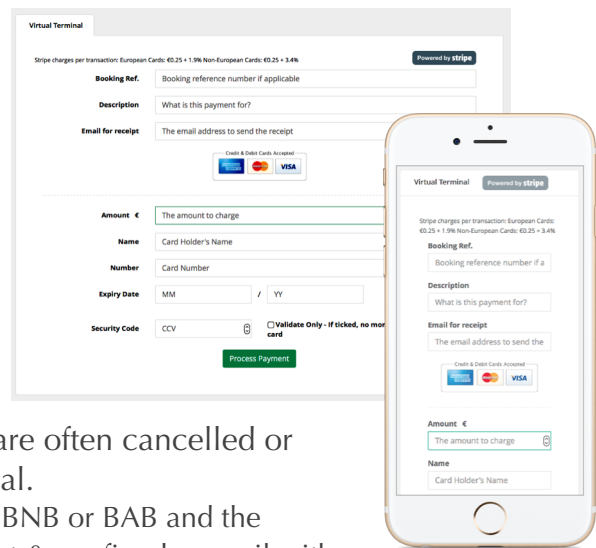 Virtual Terminal
Stripe charges per transaction: European Cards: €0.25 + 1.9% Non-European Cards: €0.25 + 3.4%
Powered by stripe
Booking Ref.
Booking reference number if applicable
Description
What is this payment for?
Email for receipt
The email address to send the receipt
Credit & Debit Cards Accepted
VISA
Amount €
The amount to charge
Name
Card Holder's Name
Number
Card Number
Expiry Date
MM / YY
Security Code
CCV
Validate Only - If ticked, no mor
card
Process Payment
Virtual Terminal
Powered by stripe
Stripe charges per transaction: European Cards:
€0.25 + 1.9% Non-European Cards: €0.25 + 3.4%
Booking Ref.
Booking reference number if a
Description
What is this payment for?
Email for receipt
The email address to send the
Credit & Debit Cards Accepted
VISA
Amount €
The amount to charge
Name
Card Holder's Name
are often cancelled or
al.
BNB or BAB and the